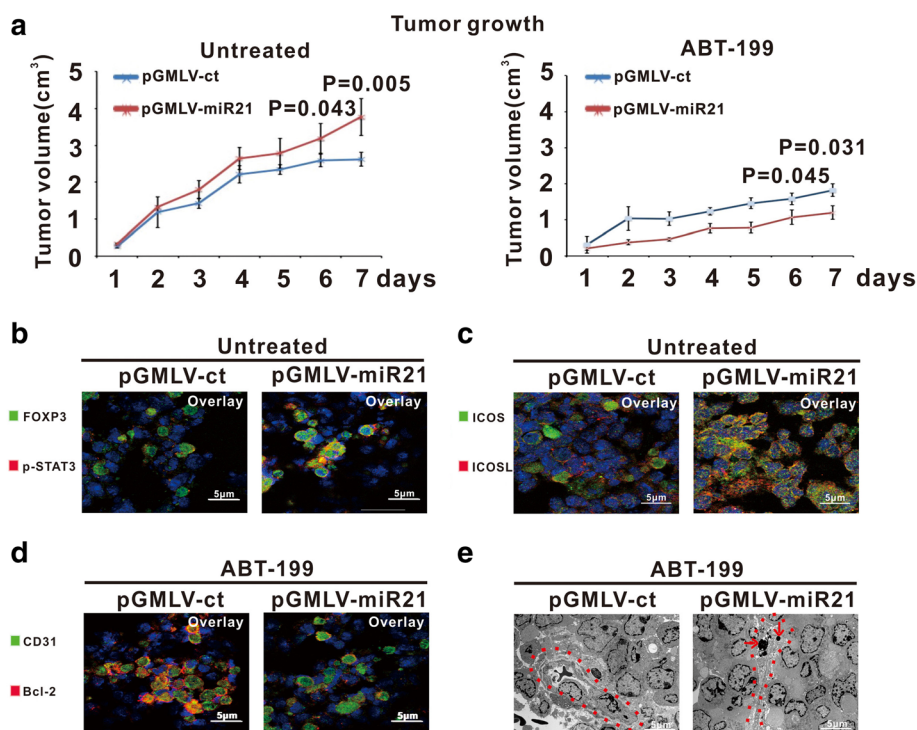 a
Tumor growth
Untreated
ABT-199
Tumor volume(cm³)
5
4
3
2
1
0
pGMLV-ct
pGMLV-miR21
P=0.005
P=0.043
1 2 3 4 5 6 7 days
Tumor volume(cm³)
5
4
3
2
1
0
pGMLV-ct
pGMLV-miR21
P=0.031
P=0.045
1 2 3 4 5 6 7 days
b
Untreated
pGMLV-ct pGMLV-miR21
FOXP3
p-STAT3
Overlay
5μm
Overlay
5μm
c
Untreated
pGMLV-ct pGMLV-miR21
ICOS
ICOSL
Overlay
5μm
Overlay
5μm
d
ABT-199
pGMLV-ct pGMLV-miR21
CD31
Bcl-2
Overlay
5μm
Overlay
5μm
e
ABT-199
pGMLV-ct pGMLV-miR21
5μm
5μm